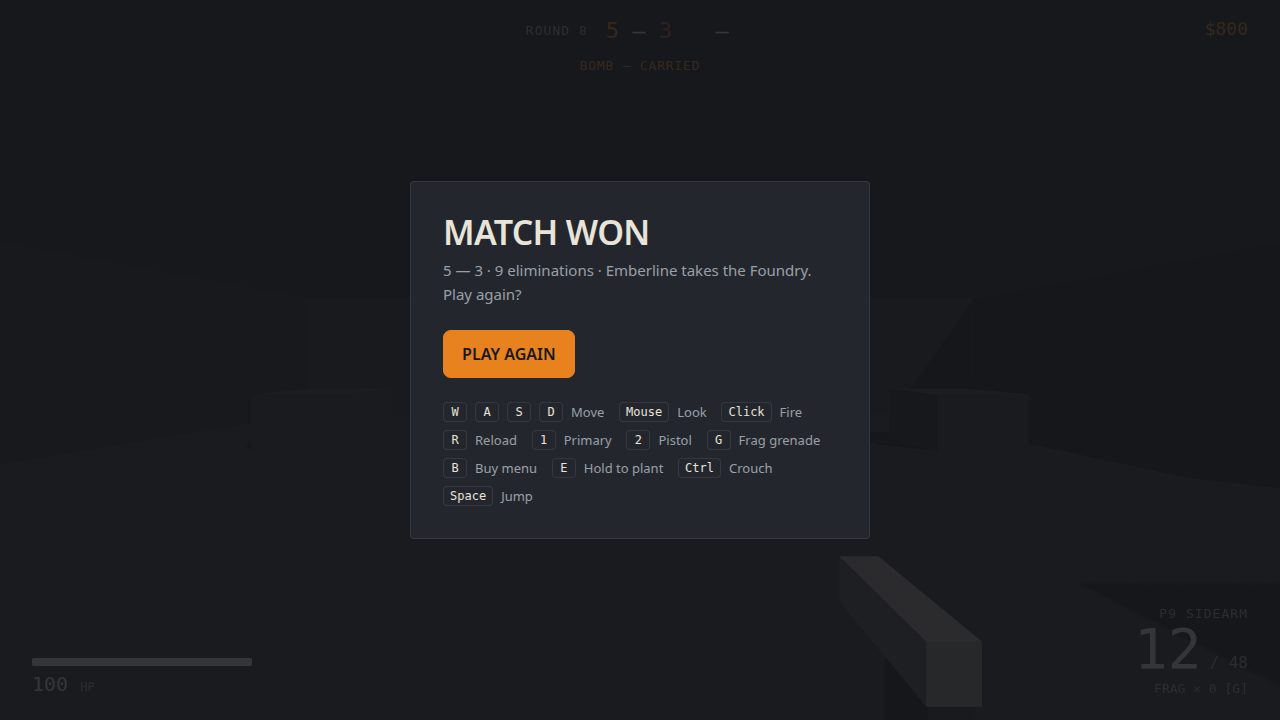 ROUND 8 5 — 3 —
$800
BOMB — CARRIED
MATCH WON
5 — 3 · 9 eliminations · Emberline takes the Foundry.
Play again?
PLAY AGAIN
W A S D Move Mouse Look Click Fire
R Reload 1 Primary 2 Pistol G Frag grenade
B Buy menu E Hold to plant Ctrl Crouch
Space Jump
P9 SIDEARM
12 / 48
100 HP
FRAG × 0 [G]